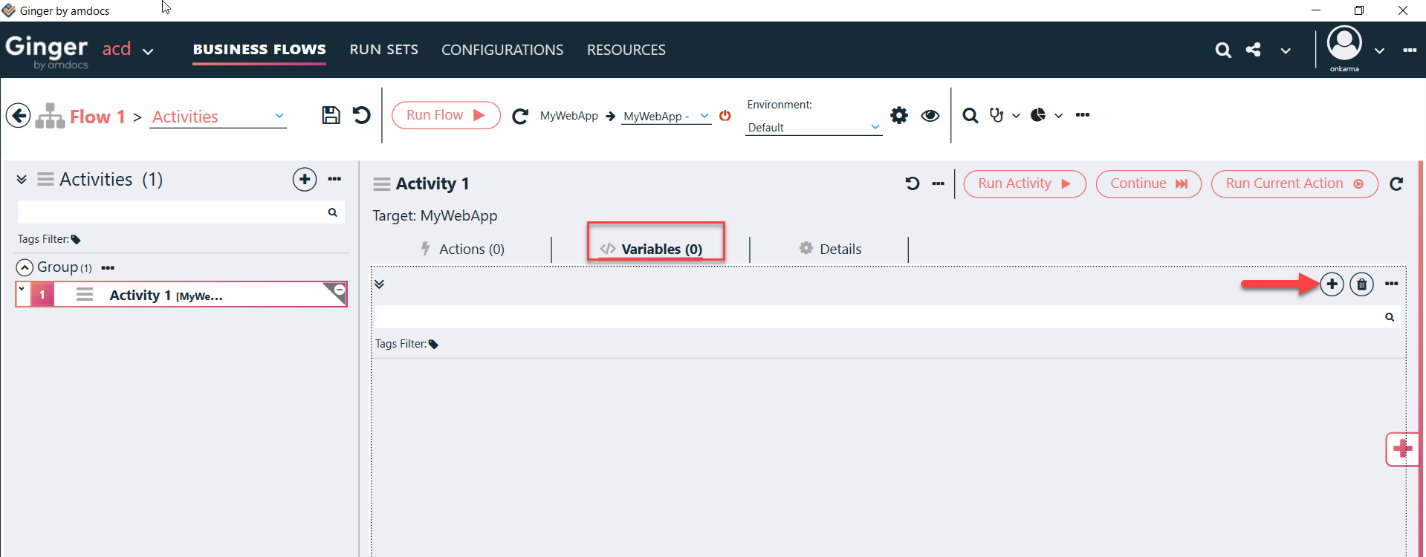 Ginger by amdocs
Ginger acd BUSINESS FLOWS RUN SETS CONFIGURATIONS RESOURCES
by amdocs
onkarma
Flow 1 > Activities Run Flow MyWebApp MyWebApp - Environment:
Default
Activities (1)
Tags Filter:
Group (1)
1 Activity 1 [MyWe...
Activity 1 Run Activity Continue Run Current Action
Target: MyWebApp
Actions (0) </> Variables (0) Details
Tags Filter: